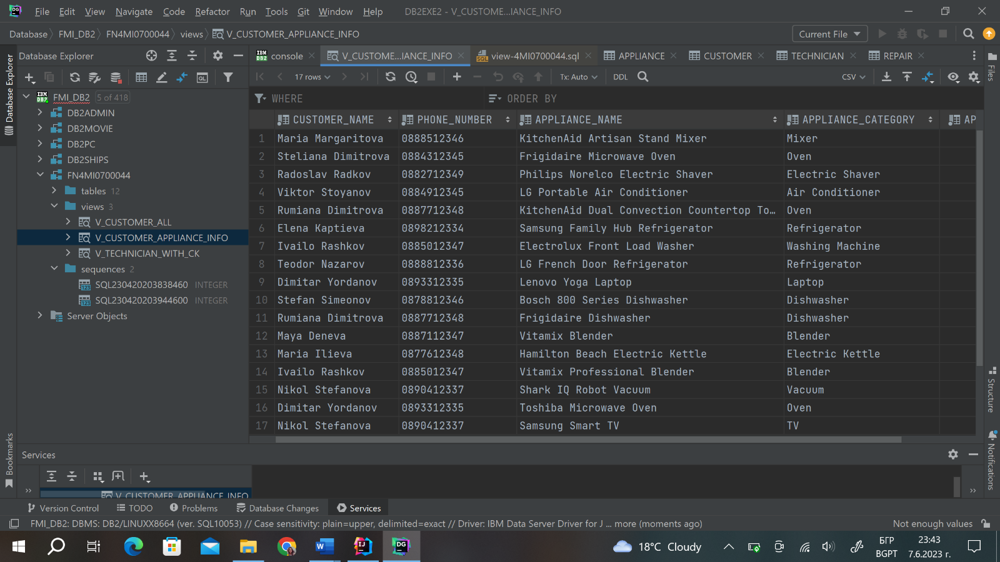 File Edit View Navigate Code Refactor Run Tools Git Window Help DB2EXE2 - V_CUSTOME...IANCE_INFO
Database FMI_DB2 FN4MI0700044 views V_CUSTOMER_APPLIANCE_INFO Current File
Database Explorer console V_CUSTOME...IANCE_INFO view-4MI0700044.sql APPLIANCE CUSTOMER TECHNICIAN REPAIR
17 rows Tx: Auto DDL CSV
WHERE ORDER BY
FMI_DB2 5 of 418
DB2ADMIN
DB2MOVIE
DB2PC
DB2SHIPS
FN4MI0700044
tables 12
views 3
V_CUSTOMER_ALL
V_CUSTOMER_APPLIANCE_INFO
V_TECHNICIAN_WITH_CK
sequences 2
SQL230420203838460 INTEGER
SQL230420203944600 INTEGER
Server Objects
CUSTOMER_NAME PHONE_NUMBER APPLIANCE_NAME APPLIANCE_CATEGORY AP
1 Maria Margaritova 0888512346 KitchenAid Artisan Stand Mixer Mixer
2 Steliana Dimitrova 0884312345 Frigidaire Microwave Oven Oven
3 Radoslav Radkov 0882712349 Philips Norelco Electric Shaver Electric Shaver
4 Viktor Stoyanov 0884912345 LG Portable Air Conditioner Air Conditioner
5 Rumiana Dimitrova 0887712348 KitchenAid Dual Convection Countertop To... Oven
6 Elena Kaptieva 0898212334 Samsung Family Hub Refrigerator Refrigerator
7 Ivailo Rashkov 0885012347 Electrolux Front Load Washer Washing Machine
8 Teodor Nazarov 0888812336 LG French Door Refrigerator Refrigerator
9 Dimitar Yordanov 0893312335 Lenovo Yoga Laptop Laptop
10 Stefan Simeonov 0878812346 Bosch 800 Series Dishwasher Dishwasher
11 Rumiana Dimitrova 0887712348 Frigidaire Dishwasher Dishwasher
12 Maya Deneva 0887112347 Vitamix Blender Blender
13 Maria Ilieva 0877612348 Hamilton Beach Electric Kettle Electric Kettle
14 Ivailo Rashkov 0885012347 Vitamix Professional Blender Blender
15 Nikol Stefanova 0890412337 Shark IQ Robot Vacuum Vacuum
16 Dimitar Yordanov 0893312335 Toshiba Microwave Oven Oven
17 Nikol Stefanova 0890412337 Samsung Smart TV TV
Database Explorer
Bookmarks
Files
Structure
Notifications
Services
V_CUSTOMER_APPLIANCE_INFO
Version Control TODO Problems Database Changes Services
FMI_DB2: DBMS: DB2/LINUXX8664 (ver. SQL10053) // Case sensitivity: plain=upper, delimited=exact // Driver: IBM Data Server Driver for J ... more (moments ago) Not enough values
18°C Cloudy
БГР
BGPT
23:43
7.6.2023 г.